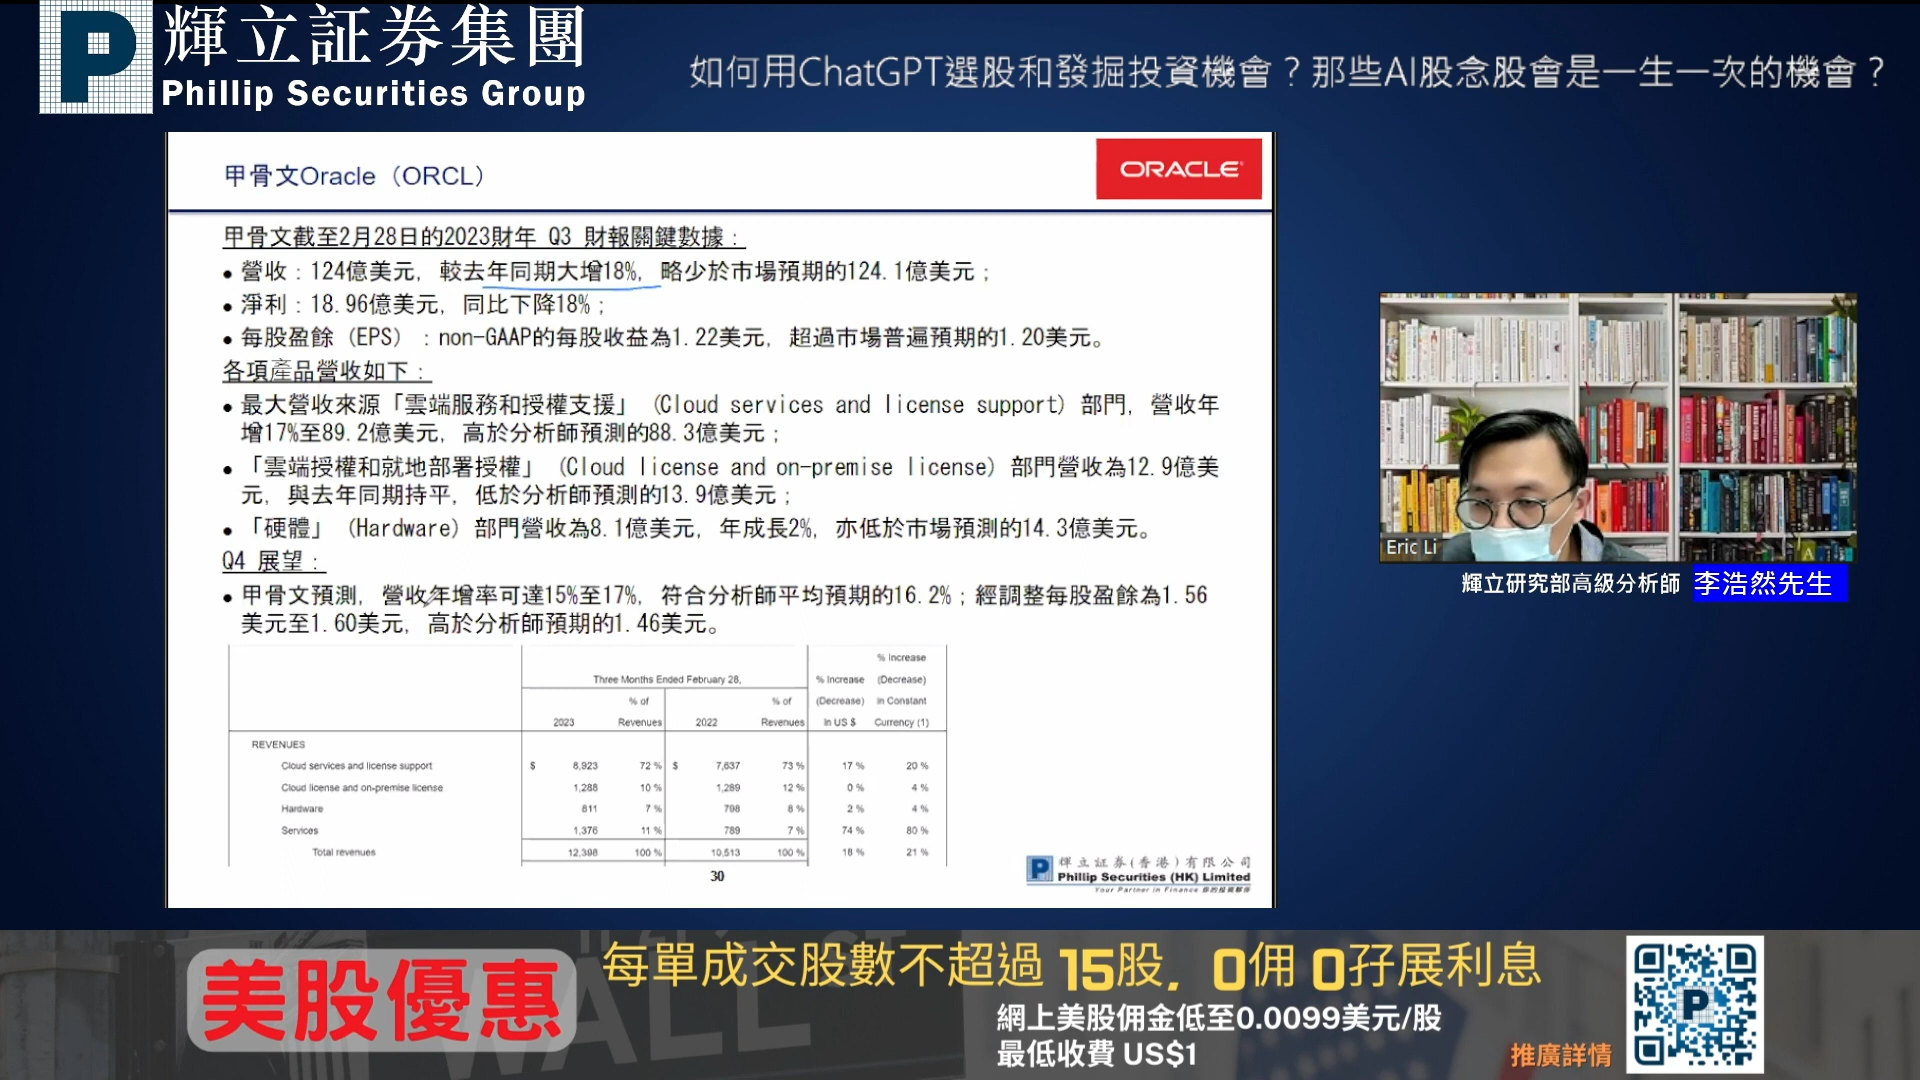 輝立証券集團
Phillip Securities Group
如何用ChatGPT選股和發掘投資機會？那些AI股念股會是一生一次的機會？
甲骨文Oracle（ORCL）
ORACLE
甲骨文截至2月28日的2023財年 Q3 財報關鍵數據：
• 營收：124億美元，較去年同期大增18%，略少於市場預期的124.1億美元；
• 淨利：18.96億美元，同比下降18%；
• 每股盈餘（EPS）：non-GAAP的每股收益為1.22美元，超過市場普遍預期的1.20美元。
各項產品營收如下：
• 最大營收來源「雲端服務和授權支援」（Cloud services and license support）部門，營收年
增17%至89.2億美元，高於分析師預測的88.3億美元；
• 「雲端授權和就地部署授權」（Cloud license and on-premise license）部門營收為12.9億美
元，與去年同期持平，低於分析師預測的13.9億美元；
• 「硬體」（Hardware）部門營收為8.1億美元，年成長2%，亦低於市場預測的14.3億美元。
Q4 展望：
• 甲骨文預測，營收年增率可達15%至17%，符合分析師平均預期的16.2%；經調整每股盈餘為1.56
美元至1.60美元，高於分析師預期的1.46美元。
% Increase
Three Months Ended February 28, % Increase (Decrease)
% of % of (Decrease) in Constant
2023 Revenues 2022 Revenues in US $ Currency (1)
REVENUES
Cloud services and license support $ 8,923 72 % $ 7,637 73 % 17 % 20 %
Cloud license and on-premise license 1,288 10 % 1,289 12 % 0 % 4 %
Hardware 811 7 % 798 8 % 2 % 4 %
Services 1,376 11 % 789 7 % 74 % 80 %
Total revenues 12,398 100 % 10,513 100 % 18 % 21 %
30
輝立証券(香港)有限公司
Phillip Securities (HK) Limited
Your Partner in Finance 你的投資夥伴
Eric Li
輝立研究部高級分析師 李浩然先生
美股優惠
每單成交股數不超過 15股，0佣 0孖展利息
網上美股佣金低至0.0099美元/股
最低收費 US$1
推廣詳情